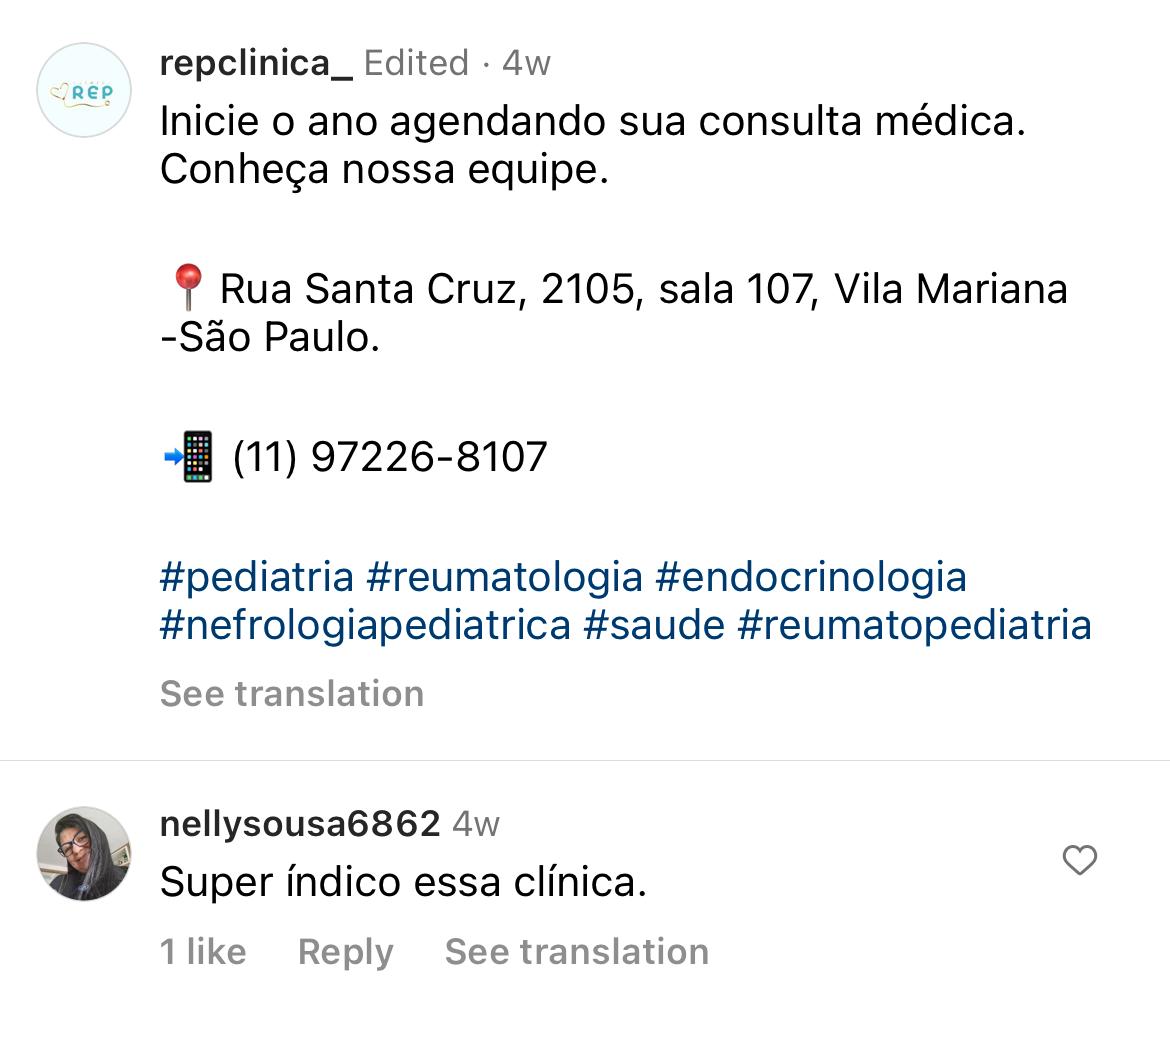 REP
repclinica_ Edited · 4w
Inicie o ano agendando sua consulta médica.
Conheça nossa equipe.
📍 Rua Santa Cruz, 2105, sala 107, Vila Mariana
-São Paulo.
📲 (11) 97226-8107
#pediatria #reumatologia #endocrinologia
#nefrologiapediatrica #saude #reumatopediatria
See translation
nellysousa6862 4w
Super índico essa clínica.
1 like Reply See translation